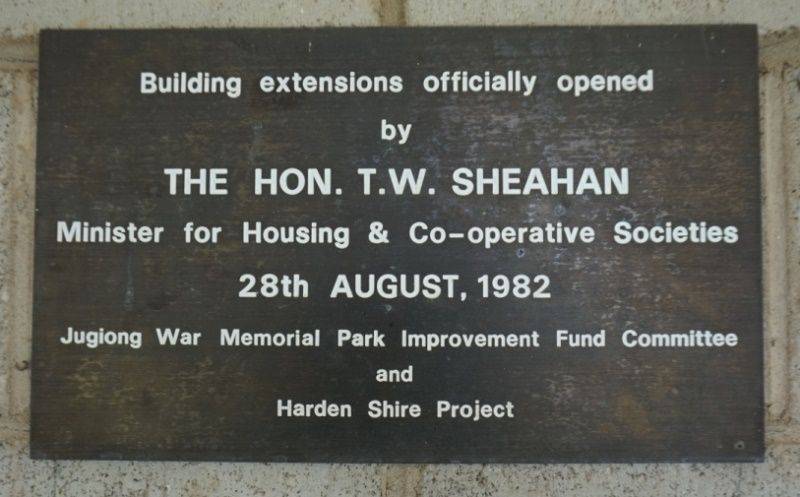 Building extensions officially opened
by
THE HON. T.W. SHEAHAN
Minister for Housing & Co-operative Societies
28th AUGUST, 1982
Jugiong War Memorial Park Improvement Fund Committee
and
Harden Shire Project